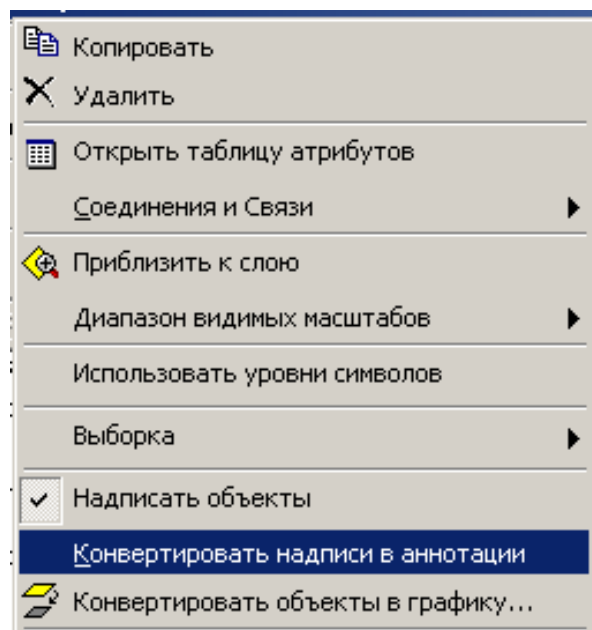 Копировать
Удалить
Открыть таблицу атрибутов
Соединения и Связи
Приблизить к слою
Диапазон видимых масштабов
Использовать уровни символов
Выборка
Надписать объекты
Конвертировать надписи в аннотации
Конвертировать объекты в графику...